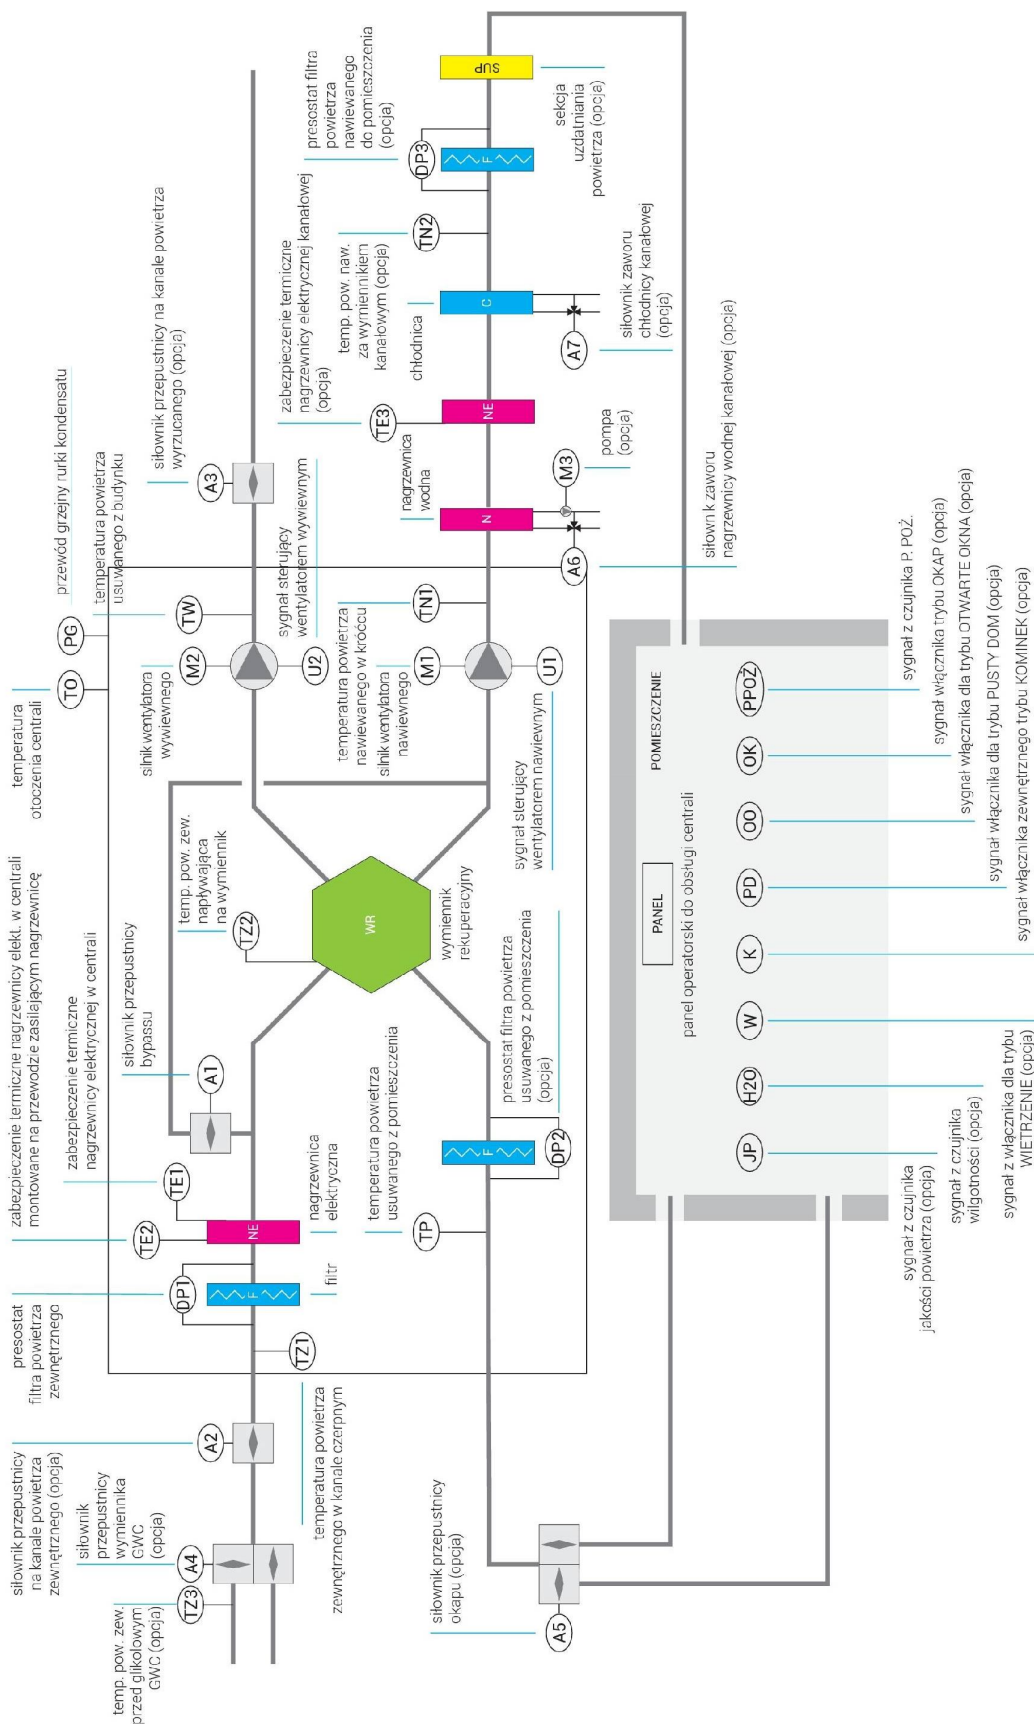 temp. pow. zew.
przed glikolowym
GWC (opcja)
TZ3
siłownik
przepustnicy
wymiennika
GWC
(opcja)
A4
siłownik przepustnicy
na kanale powietrza
zewnętrznego (opcja)
A2
temperatura powietrza
zewnętrznego w kanale czerpnym
TZ1
presostat
filtra powietrza
zewnętrznego
DP1
F
filtr
zabezpieczenie termiczne nagrzewnicy elekt. w centrali
montowane na przewodzie zasilającym nagrzewnicę
TE2
zabezpieczenie termiczne
nagrzewnicy elektrycznej w centrali
TE1
NE
nagrzewnica
elektryczna
siłownik przepustnicy
bypassu
A1
temp. pow. zew.
napływająca
na wymiennik
TZ2
WR
wymiennik
rekuperacyjny
temperatura
otoczenia centrali
TO
przewód grzejny rurki kondensatu
PG
temperatura powietrza
usuwanego z budynku
TW
silnik wentylatora
wywiewnego
M2
U2
sygnał sterujący
wentylatorem wywiewnym
siłownik przepustnicy na kanale powietrza
wyrzucanego (opcja)
A3
siłownik przepustnicy
okapu (opcja)
A5
temperatura powietrza
usuwanego z pomieszczenia
TP
F
DP2
presostat filtra powietrza
usuwanego z pomieszczenia
(opcja)
temperatura powietrza
nawiewanego w króćcu
TN1
silnik wentylatora
nawiewnego
M1
U1
sygnał sterujący
wentylatorem nawiewnym
nagrzewnica
wodna
N
M3
pompa
(opcja)
A6
siłownik zaworu
nagrzewnicy wodnej kanałowej (opcja)
zabezpieczenie termiczne
nagrzewnicy elektrycznej kanałowej
(opcja)
TE3
NE
chłodnica
C
A7
siłownik zaworu
chłodnicy kanałowej
(opcja)
temp. pow. naw.
za wymiennikiem
kanałowym (opcja)
TN2
presostat filtra
powietrza
nawiewanego
do pomieszczenia
(opcja)
DP3
F
SUP
sekcja
uzdatniania
powietrza (opcja)
PANEL
POMIESZCZENIE
panel operatorski do obsługi centrali
JP
H2O
W
K
PD
OO
OK
PPOŻ
sygnał z czujnika
jakości powietrza (opcja)
sygnał z czujnika
wilgotności (opcja)
sygnał z włącznika dla trybu
WIETRZENIE (opcja)
sygnał włącznika zewnętrznego trybu KOMINEK (opcja)
sygnał włącznika dla trybu PUSTY DOM (opcja)
sygnał włącznika dla trybu OTWARTE OKNA (opcja)
sygnał włącznika trybu OKAP (opcja)
sygnał z czujnika P. POŻ.